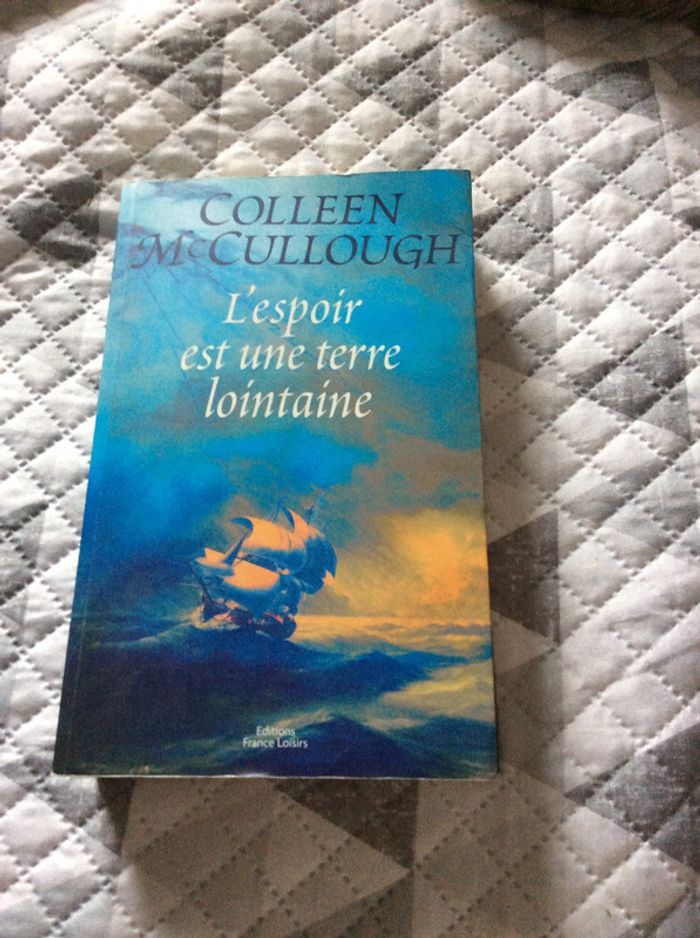 COLLEEN
McCULLOUGH
L'espoir
est une terre
lointaine
Editions
France Loisirs